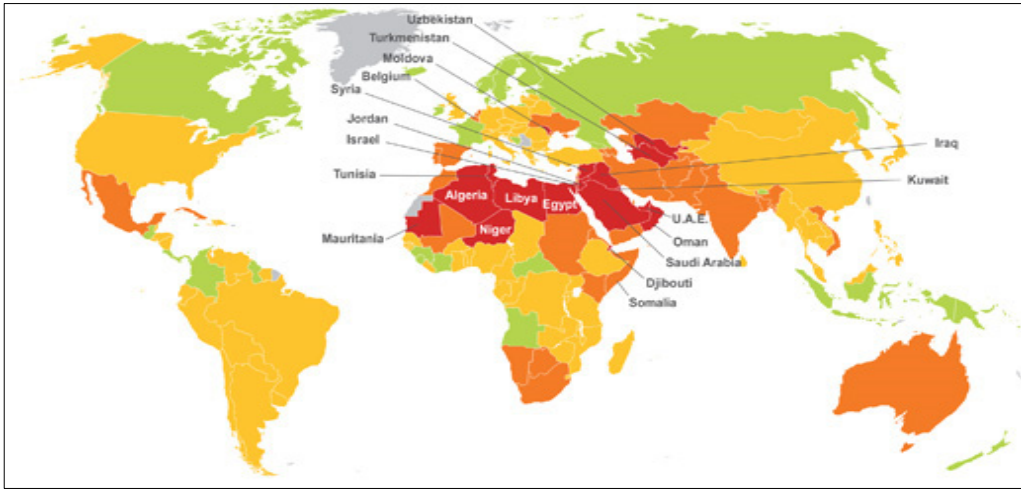 Uzbekistan
Turkmenistan
Moldova
Belgium
Syria
Jordan
Israel
Tunisia
Algeria
Libya
Egypt
Niger
Mauritania
Iraq
Kuwait
U.A.E.
Oman
Saudi Arabia
Djibouti
Somalia